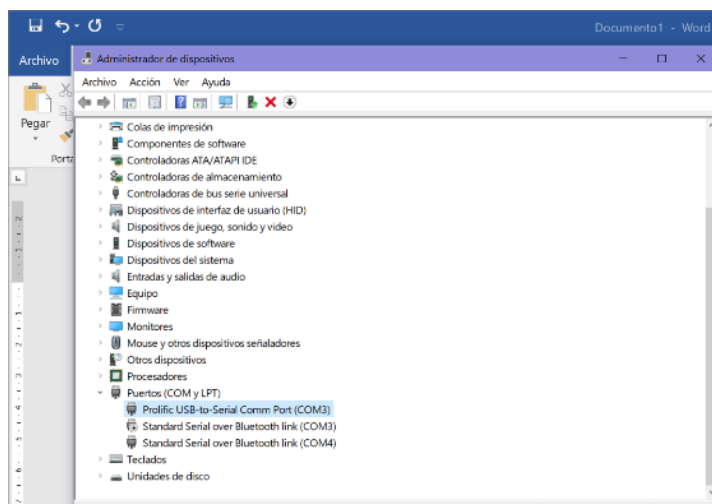 Documento1 - Word
Archivo
Administrador de dispositivos
Archivo Acción Ver Ayuda
Pegar
Porta
Colas de impresión
Componentes de software
Controladoras ATA/ATAPI IDE
Controladoras de almacenamiento
Controladoras de bus serie universal
Dispositivos de interfaz de usuario (HID)
Dispositivos de juego, sonido y video
Dispositivos de software
Dispositivos del sistema
Entradas y salidas de audio
Equipo
Firmware
Monitores
Mouse y otros dispositivos señaladores
Otros dispositivos
Procesadores
Puertos (COM y LPT)
Prolific USB-to-Serial Comm Port (COM3)
Standard Serial over Bluetooth link (COM3)
Standard Serial over Bluetooth link (COM4)
Teclados
Unidades de disco